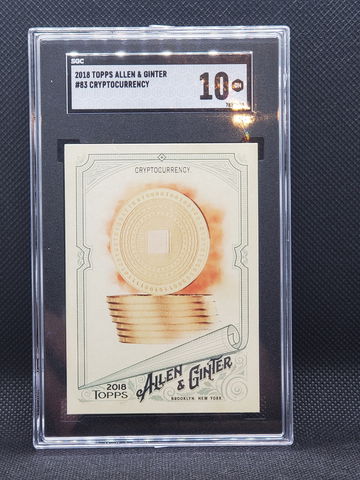 SGC
2018 TOPPS ALLEN & GINTER
#83 CRYPTOCURRENCY
10
CRYPTOCURRENCY
2018
TOPPS
ALLEN
& GINTER
BROOKLYN, NEW YORK